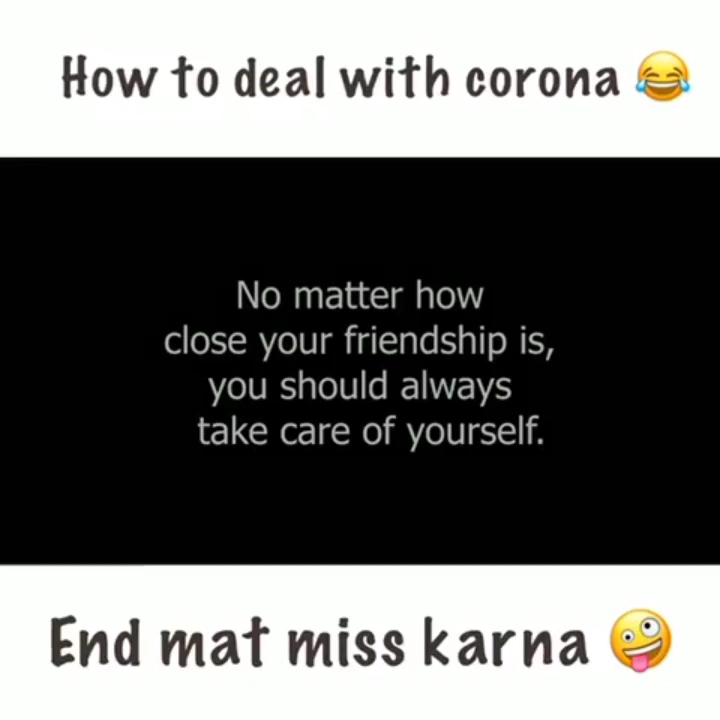 How to deal with corona 😂
No matter how
close your friendship is,
you should always
take care of yourself.
End mat miss karna 🤪